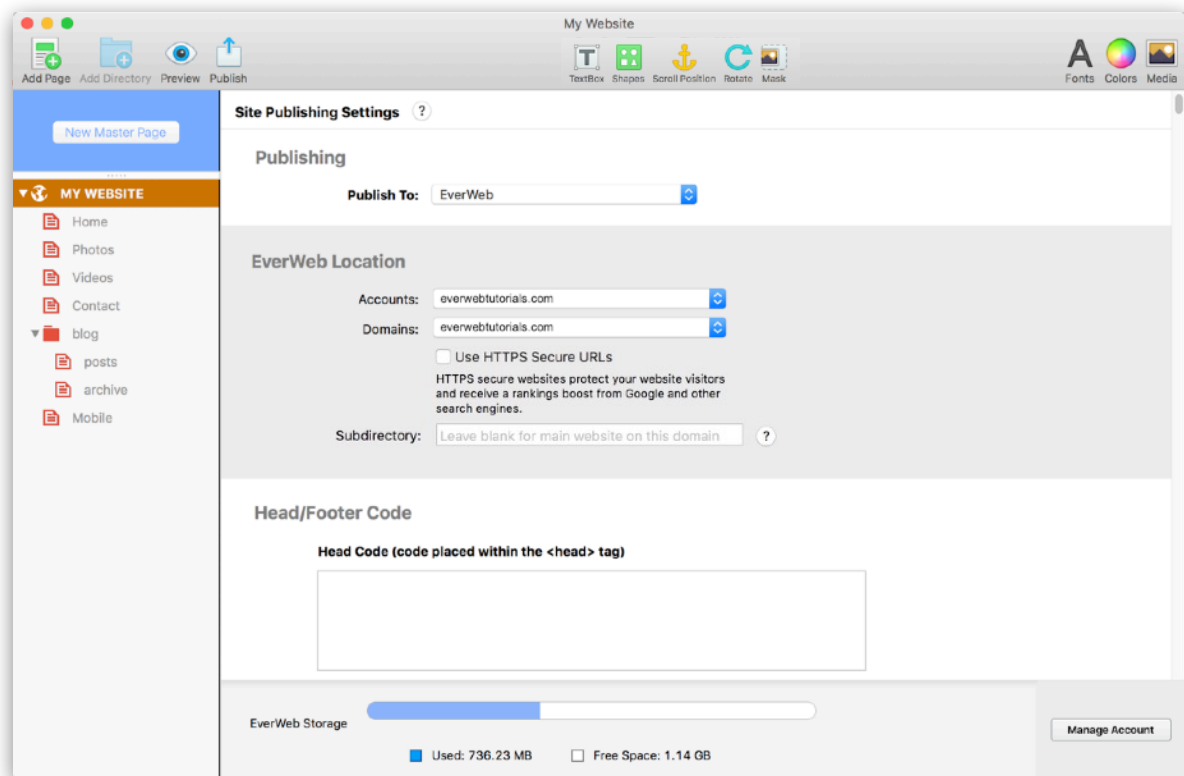 My Website
Add Page Add Directory Preview Publish
TextBox Shapes Scroll Position Rotate Mask
A
Fonts Colors Media
New Master Page
MY WEBSITE
Home
Photos
Videos
Contact
blog
posts
archive
Mobile
Site Publishing Settings ?
Publishing
Publish To: EverWeb
EverWeb Location
Accounts: everwebtutorials.com
Domains: everwebtutorials.com
Use HTTPS Secure URLs
HTTPS secure websites protect your website visitors
and receive a rankings boost from Google and other
search engines.
Subdirectory: Leave blank for main website on this domain ?
Head/Footer Code
Head Code (code placed within the <head> tag)
EverWeb Storage
Used: 736.23 MB Free Space: 1.14 GB
Manage Account